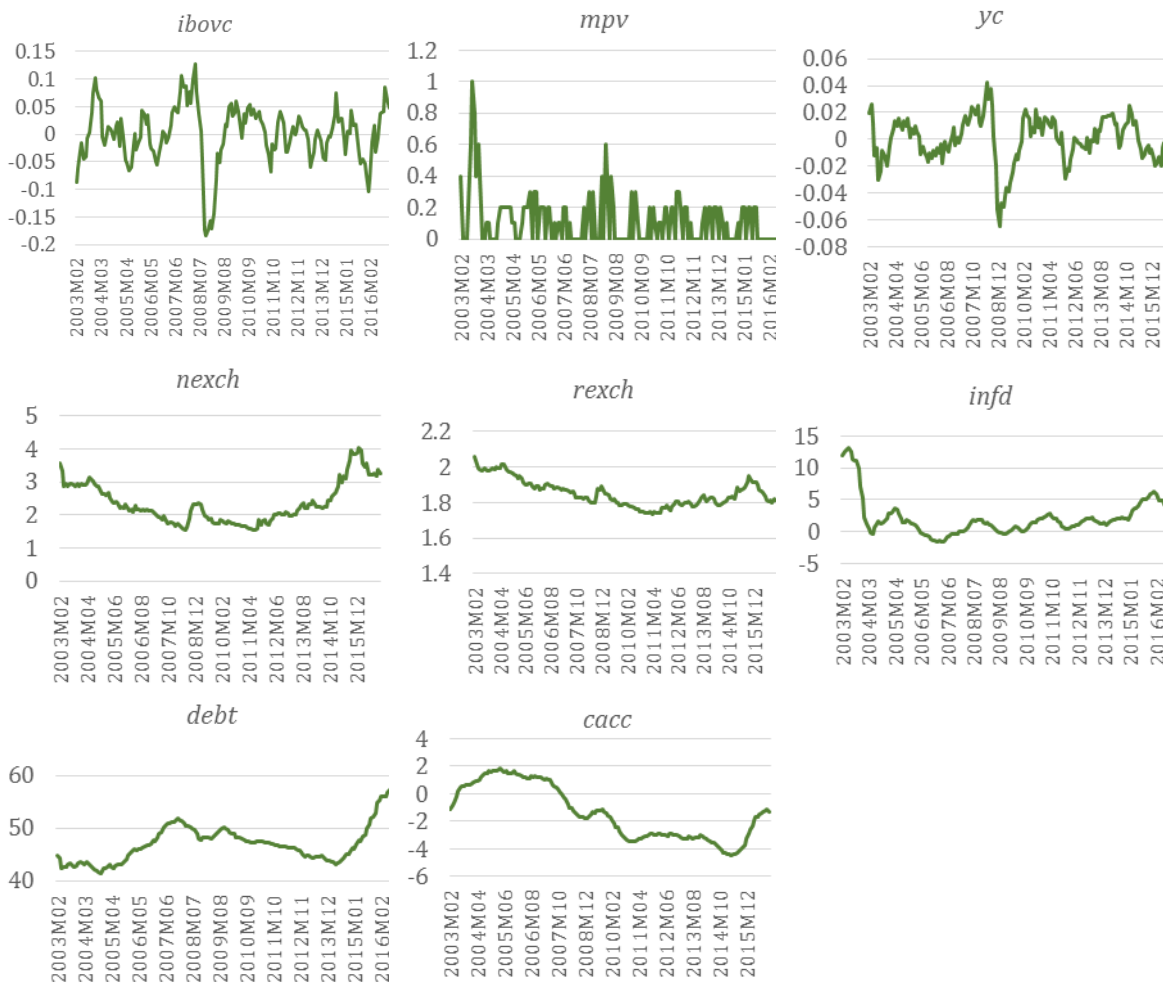 ibovc
0.15
0.1
0.05
0
-0.05
-0.1
-0.15
-0.2
2003M02
2004M03
2005M04
2006M05
2007M06
2008M07
2009M08
2010M09
2011M10
2012M11
2013M12
2015M01
2016M02
mpv
1.2
1
0.8
0.6
0.4
0.2
0
2003M02
2004M03
2005M04
2006M05
2007M06
2008M07
2009M08
2010M09
2011M10
2012M11
2013M12
2015M01
2016M02
yc
0.06
0.04
0.02
0
-0.02
-0.04
-0.06
-0.08
2003M02
2004M04
2005M06
2006M08
2007M10
2008M12
2010M02
2011M04
2012M06
2013M08
2014M10
2015M12
nexch
5
4
3
2
1
0
2003M02
2004M04
2005M06
2006M08
2007M10
2008M12
2010M02
2011M04
2012M06
2013M08
2014M10
2015M12
rexch
2.2
2
1.8
1.6
1.4
2003M02
2004M04
2005M06
2006M08
2007M10
2008M12
2010M02
2011M04
2012M06
2013M08
2014M10
2015M12
infd
15
10
5
0
-5
2003M02
2004M03
2005M04
2006M05
2007M06
2008M07
2009M08
2010M09
2011M10
2012M11
2013M12
2015M01
2016M02
debt
60
50
40
2003M02
2004M03
2005M04
2006M05
2007M06
2008M07
2009M08
2010M09
2011M10
2012M11
2013M12
2015M01
2016M02
cacc
4
2
0
-2
-4
-6
2003M02
2004M04
2005M06
2006M08
2007M10
2008M12
2010M02
2011M04
2012M06
2013M08
2014M10
2015M12